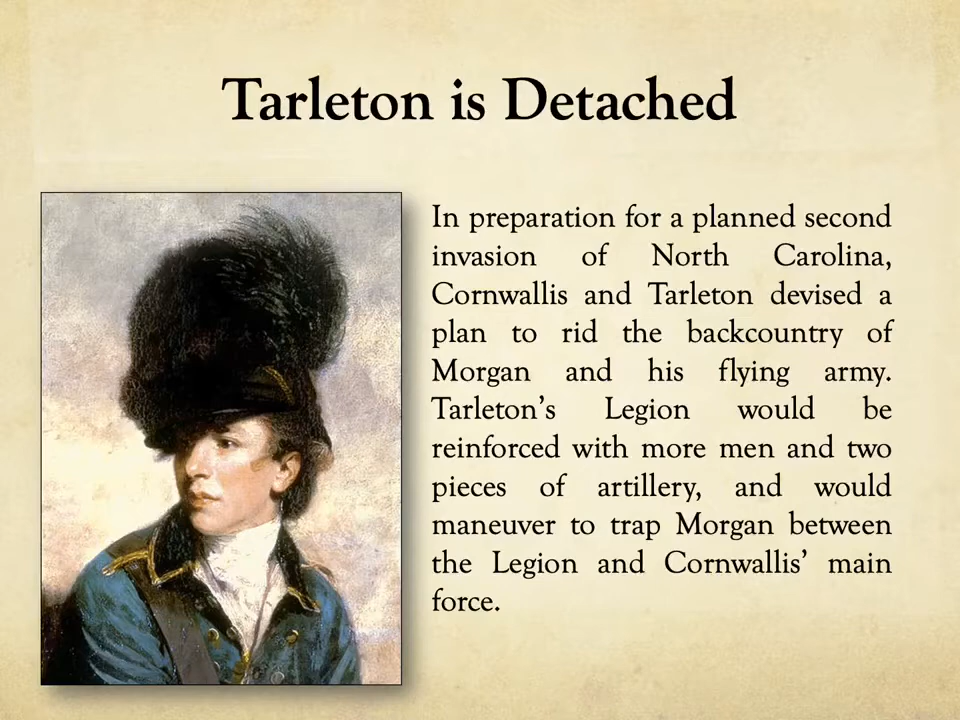 Tarleton is Detached
In preparation for a planned second
invasion of North Carolina,
Cornwallis and Tarleton devised a
plan to rid the backcountry of
Morgan and his flying army.
Tarleton’s Legion would be
reinforced with more men and two
pieces of artillery, and would
maneuver to trap Morgan between
the Legion and Cornwallis’ main
force.